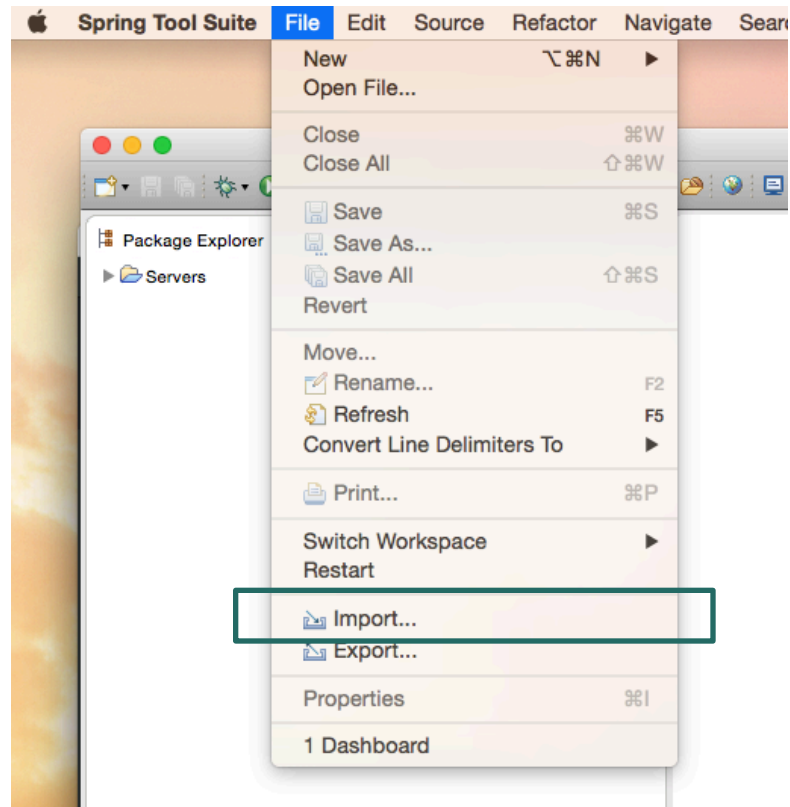 Spring Tool Suite File Edit Source Refactor Navigate
New ⌥⌘N ▶
Open File...
Close ⌘W
Close All ⇧⌘W
Save ⌘S
Package Explorer
Save As...
Servers
Save All ⇧⌘S
Revert
Move...
Rename... F2
Refresh F5
Convert Line Delimiters To ▶
Print... ⌘P
Switch Workspace ▶
Restart
Import...
Export...
Properties ⌘I
1 Dashboard